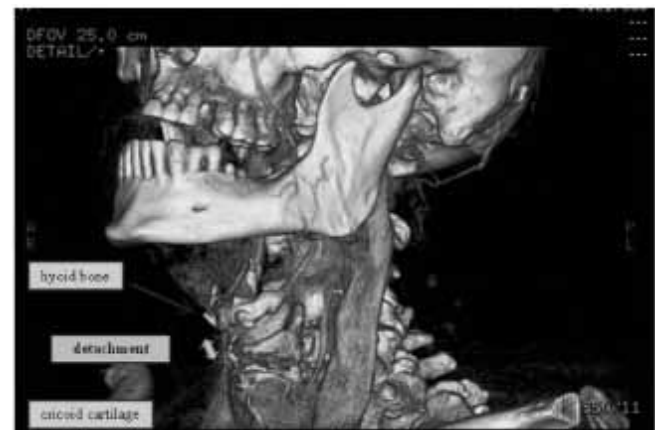 DFOV 25.0 cm
DETAIL/+
hyoid bone
detachment
cricoid cartilage